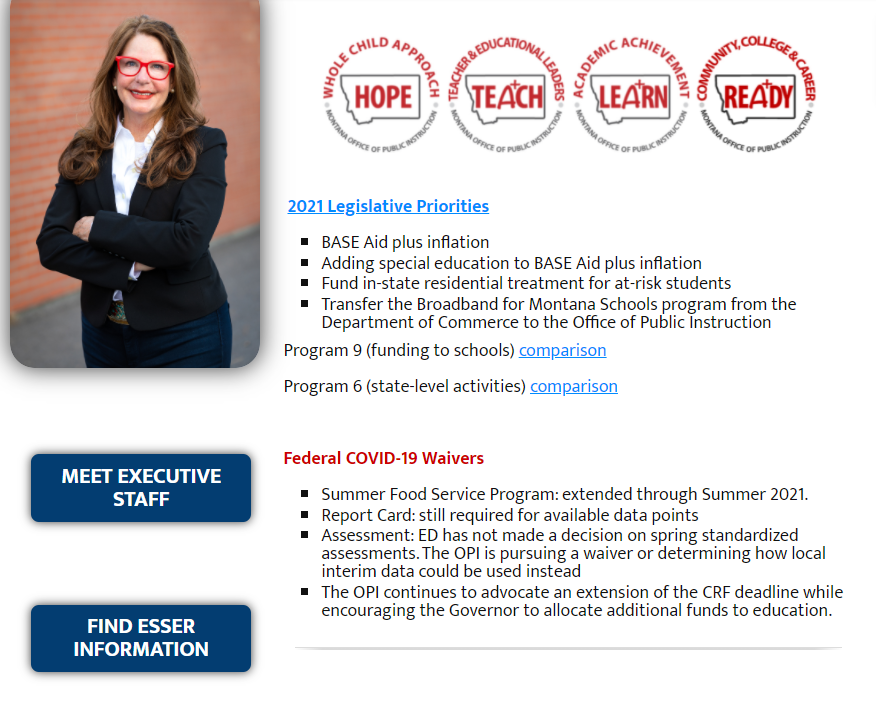 WHOLE CHILD APPROACH
HOPE
MONTANA OFFICE OF PUBLIC INSTRUCTION
TEACHER & EDUCATIONAL LEADERS
TEACH
MONTANA OFFICE OF PUBLIC INSTRUCTION
ACADEMIC ACHIEVEMENT
LEARN
MONTANA OFFICE OF PUBLIC INSTRUCTION
COMMUNITY, COLLEGE & CAREER
READY
MONTANA OFFICE OF PUBLIC INSTRUCTION
2021 Legislative Priorities
BASE Aid plus inflation
Adding special education to BASE Aid plus inflation
Fund in-state residential treatment for at-risk students
Transfer the Broadband for Montana Schools program from the
Department of Commerce to the Office of Public Instruction
Program 9 (funding to schools) comparison
Program 6 (state-level activities) comparison
MEET EXECUTIVE
STAFF
FIND ESSER
INFORMATION
Federal COVID-19 Waivers
Summer Food Service Program: extended through Summer 2021.
Report Card: still required for available data points
Assessment: ED has not made a decision on spring standardized
assessments. The OPI is pursuing a waiver or determining how local
interim data could be used instead
The OPI continues to advocate an extension of the CRF deadline while
encouraging the Governor to allocate additional funds to education.